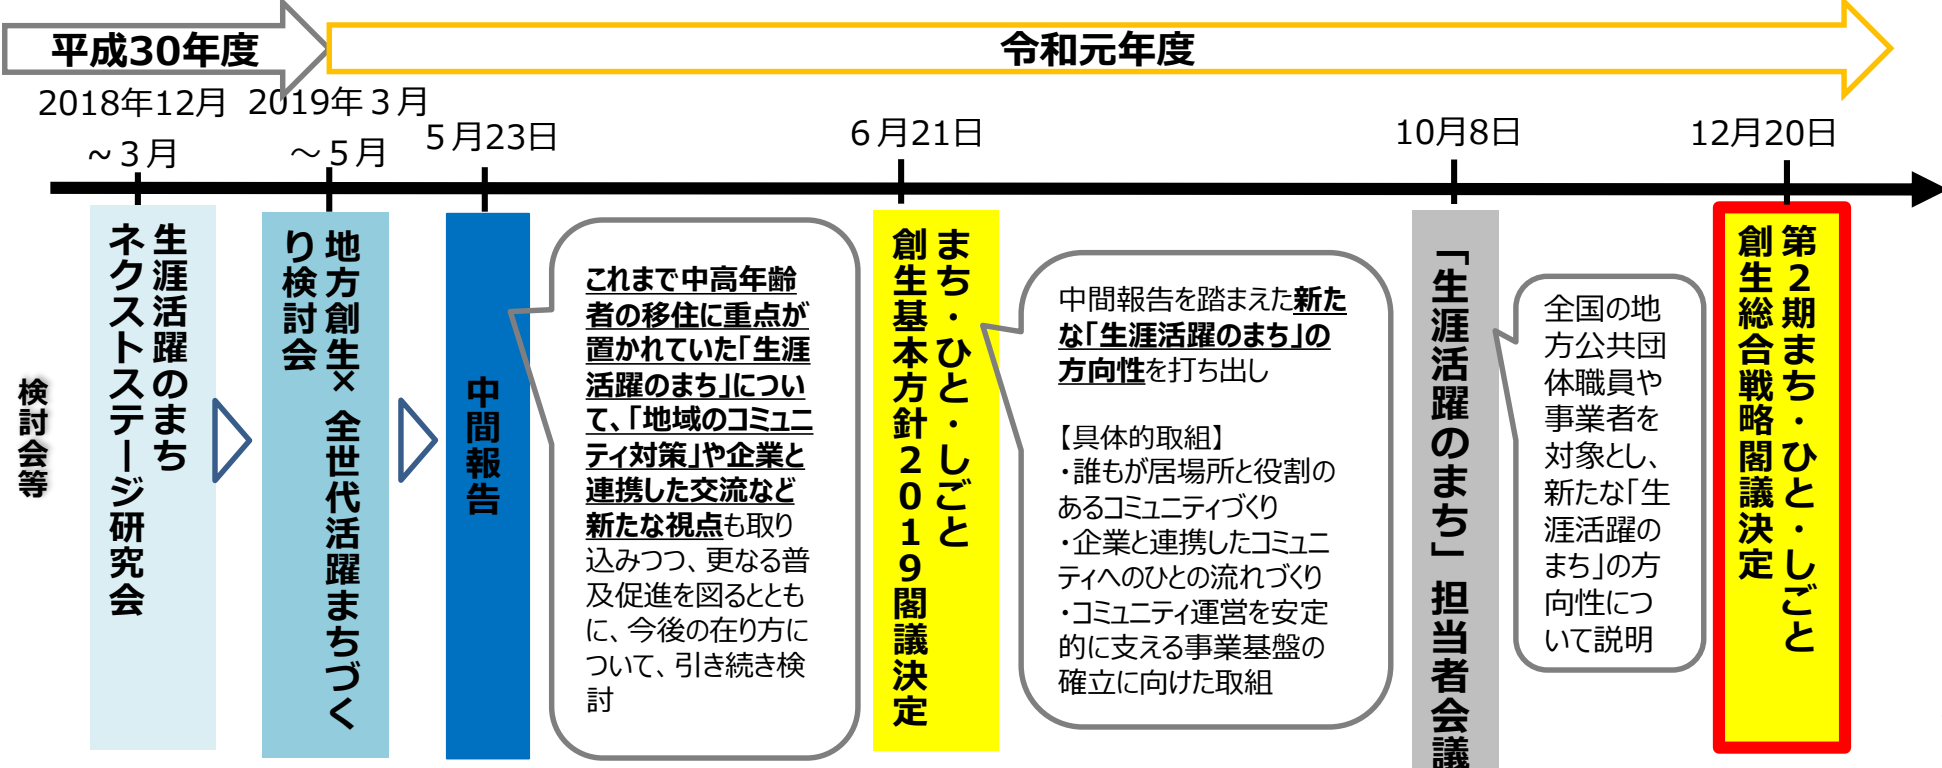 平成30年度
令和元年度
2018年12月
~３月
2019年３月
～５月
５月23日
６月21日
10月8日
12月20日
検討会等
生涯活躍のまち
ネクストステージ研究会
地方創生× 全世代活躍まちづく
り検討会
中間報告
これまで中高年齢
者の移住に重点が
置かれていた「生涯
活躍のまち」につい
て、「地域のコミュニ
ティ対策」や企業と
連携した交流など
新たな視点も取り
込みつつ、更なる普
及促進を図るととも
に、今後の在り方に
ついて、引き続き検
討
まち・ひと・しごと
創生基本方針２０１９閣議決定
中間報告を踏まえた新た
な「生涯活躍のまち」の
方向性を打ち出し
【具体的取組】
・誰もが居場所と役割の
あるコミュニティづくり
・企業と連携したコミュニ
ティへのひとの流れづくり
・コミュニティ運営を安定
的に支える事業基盤の
確立に向けた取組
「生涯活躍のまち」担当者会議
全国の地
方公共団
体職員や
事業者を
対象とし、
新たな「生
涯活躍の
まち」の方
向性につ
いて説明
第２期まち・ひと・しごと
創生総合戦略閣議決定